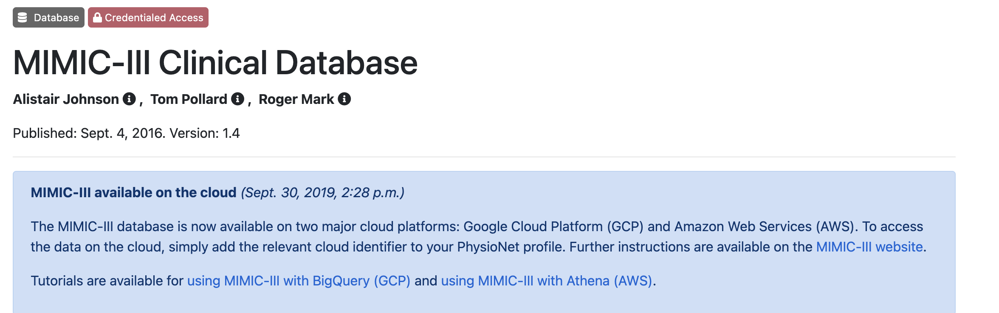 Database Credentialed Access
MIMIC-III Clinical Database
Alistair Johnson , Tom Pollard , Roger Mark
Published: Sept. 4, 2016. Version: 1.4
MIMIC-III available on the cloud (Sept. 30, 2019, 2:28 p.m.)
The MIMIC-III database is now available on two major cloud platforms: Google Cloud Platform (GCP) and Amazon Web Services (AWS). To access
the data on the cloud, simply add the relevant cloud identifier to your PhysioNet profile. Further instructions are available on the MIMIC-III website.
Tutorials are available for using MIMIC-III with BigQuery (GCP) and using MIMIC-III with Athena (AWS).